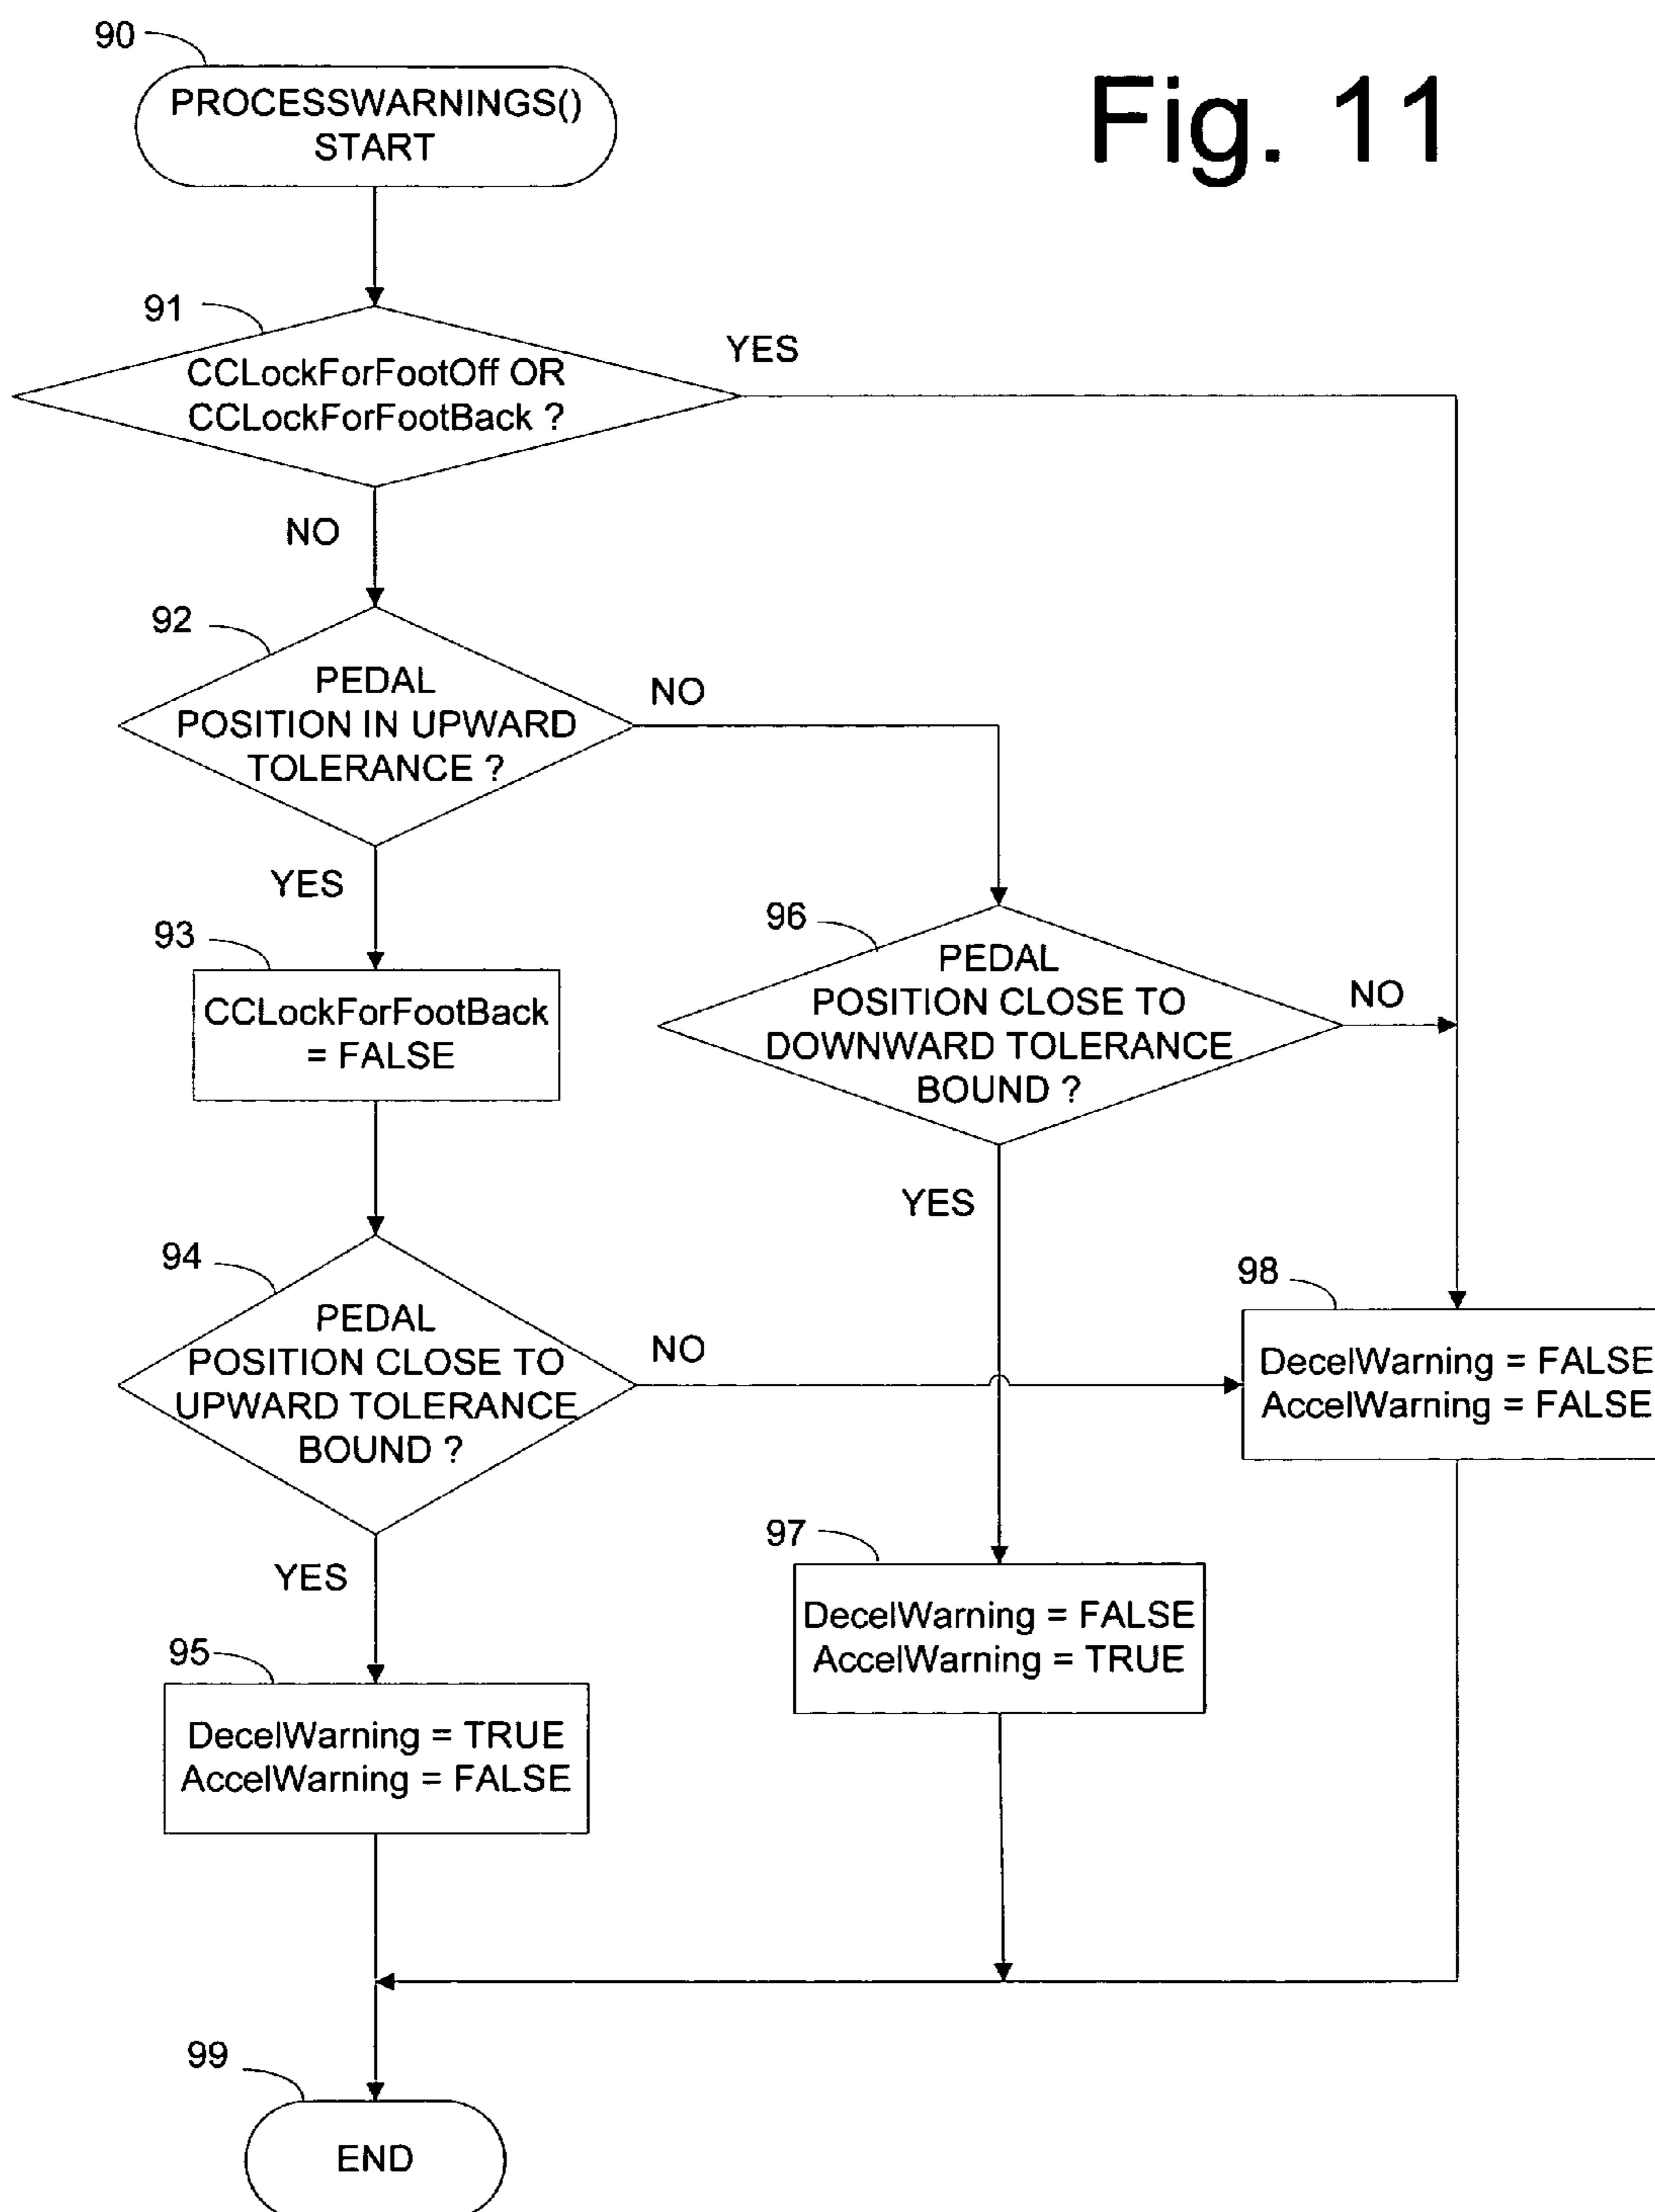 Fig. 11
90
PROCESSWARNINGS()
START
91
CCLockForFootOff OR
CCLockForFootBack ?
YES
NO
92
PEDAL
POSITION IN UPWARD
TOLERANCE ?
NO
YES
93
CCLockForFootBack
= FALSE
96
PEDAL
POSITION CLOSE TO
DOWNWARD TOLERANCE
BOUND ?
NO
YES
94
PEDAL
POSITION CLOSE TO
UPWARD TOLERANCE
BOUND ?
NO
YES
98
DecelWarning = FALSE
AccelWarning = FALSE
97
DecelWarning = FALSE
AccelWarning = TRUE
95
DecelWarning = TRUE
AccelWarning = FALSE
99
END